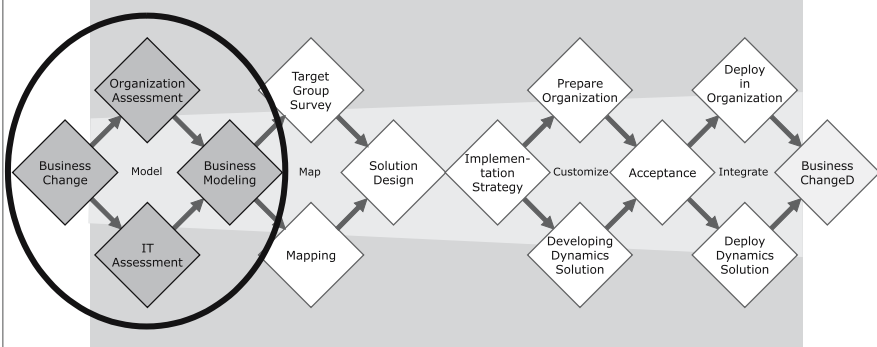 Organization
Assessment
Target
Group
Survey
Prepare
Organization
Deploy
in
Organization
Business
Change
Model
Business
Modeling
Map
Solution
Design
Implemen-
tation
Strategy
Customize
Acceptance
Integrate
Business
ChangeD
IT
Assessment
Mapping
Developing
Dynamics
Solution
Deploy
Dynamics
Solution